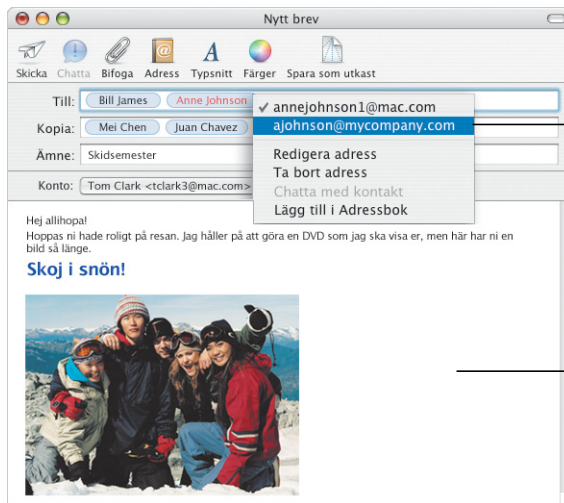 Nytt brev
Skicka Chatta Bifoga Adress Typsnitt Färger Spara som utkast
Till: Bill James Anne Johnson
✓ annejohnson1@mac.com
ajohnson@mycompany.com
Redigera adress
Ta bort adress
Chatta med kontakt
Lägg till i Adressbok
Kopia: Mei Chen Juan Chavez
Ämne: Skidsemester
Konto: Tom Clark <tclark3@mac.com>
Hej allihopa!
Hoppas ni hade roligt på resan. Jag håller på att göra en DVD som jag ska visa er, men här har ni en
bild så länge.
Skoj i snön!